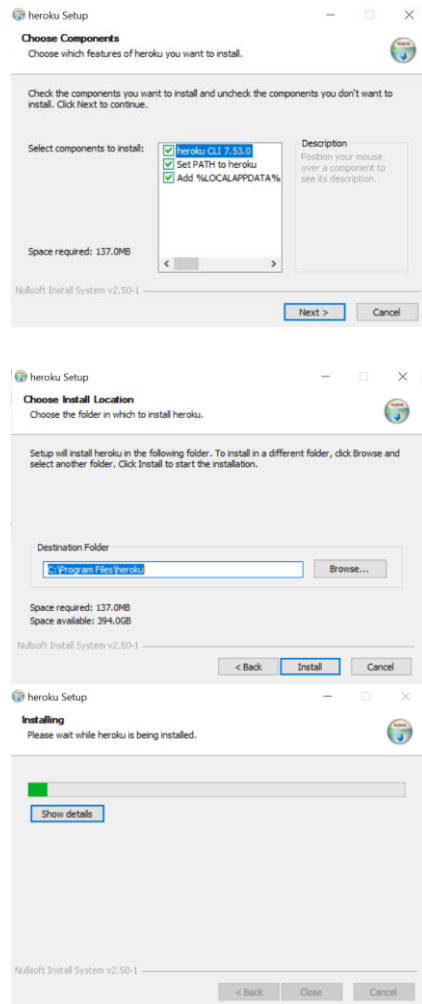 heroku Setup
Choose Components
Choose which features of heroku you want to install.
Check the components you want to install and uncheck the components you don't want to
install. Click Next to continue.
Select components to install:
heroku CLI 7.53.0
Set PATH to heroku
Add %LOCALAPPDATA%
Description
Position your mouse
over a component to
see its description.
Space required: 137.0MB
Nullsoft Install System v2.50-1
Next >
Cancel
heroku Setup
Choose Install Location
Choose the folder in which to install heroku.
Setup will install heroku in the following folder. To install in a different folder, click Browse and
select another folder. Click Install to start the installation.
Destination Folder
C:\Program Files\heroku
Browse...
Space required: 137.0MB
Space available: 394.0GB
Nullsoft Install System v2.50-1
< Back
Install
Cancel
heroku Setup
Installing
Please wait while heroku is being installed.
Show details
Nullsoft Install System v2.50-1
< Back
Close
Cancel